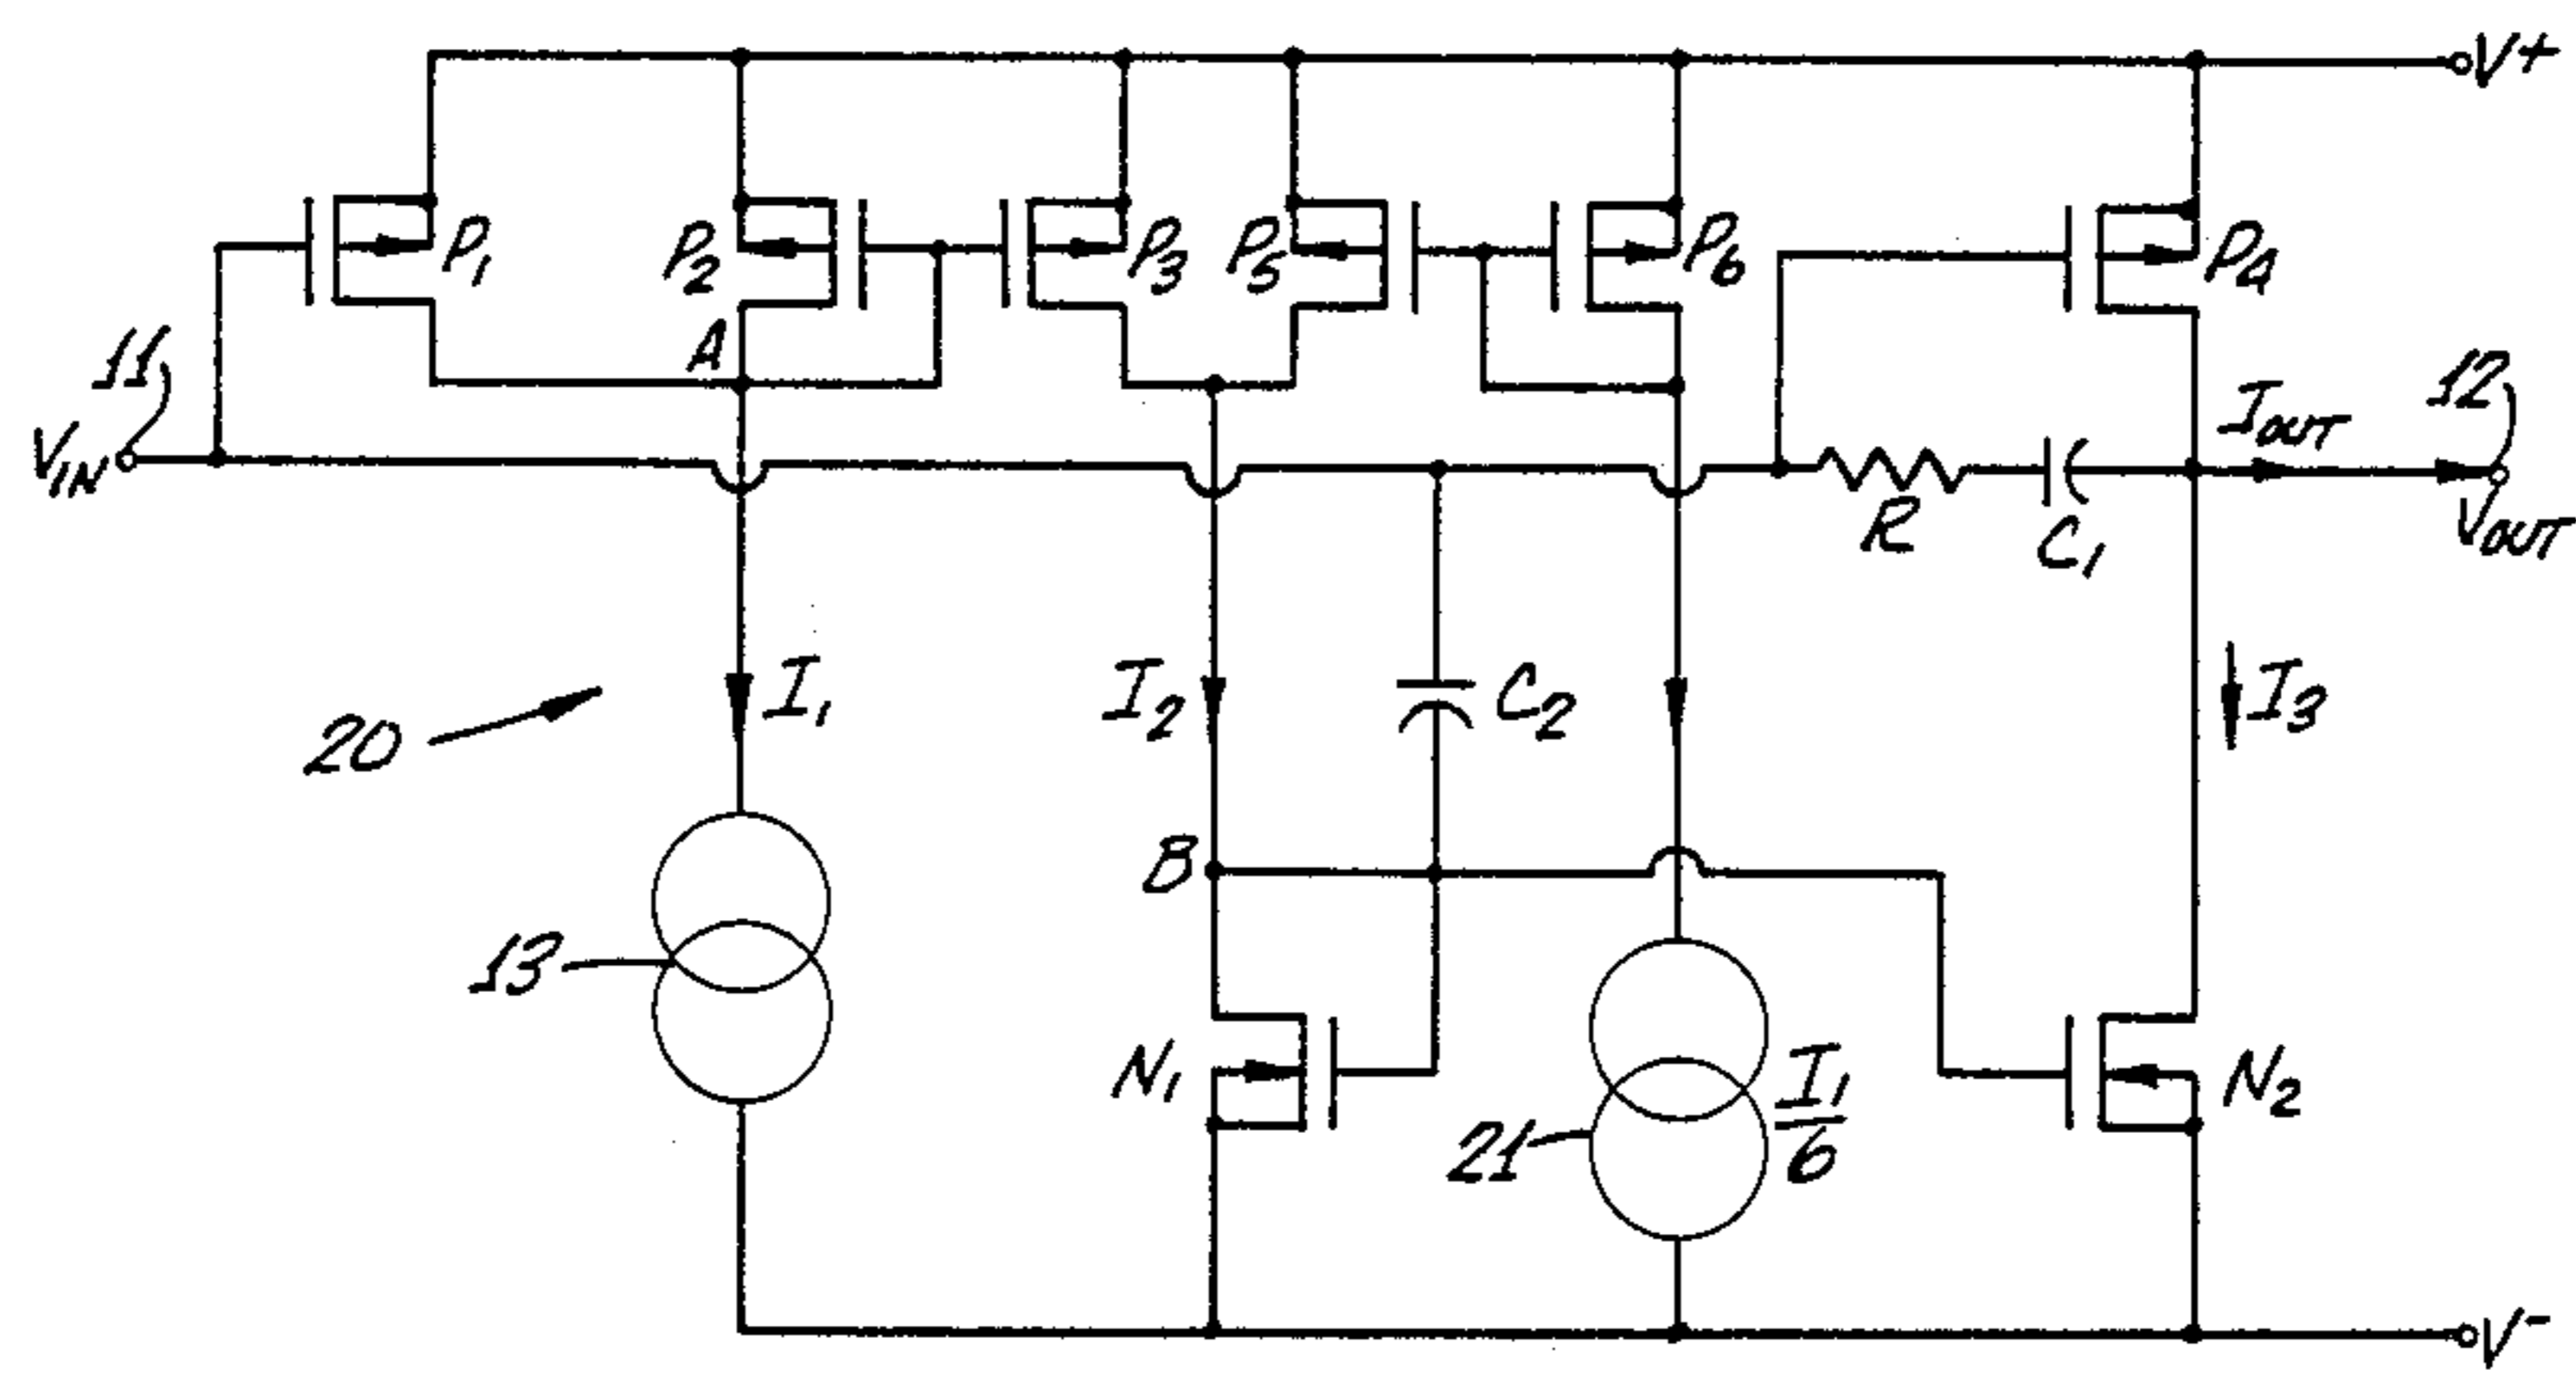 V+
P1
P2
P3
P5
P6
P4
A
11
12
IOUT
VIN
R
C1
VOUT
I1
I2
C2
I3
20
B
13
N1
21
I1/6
N2
V-